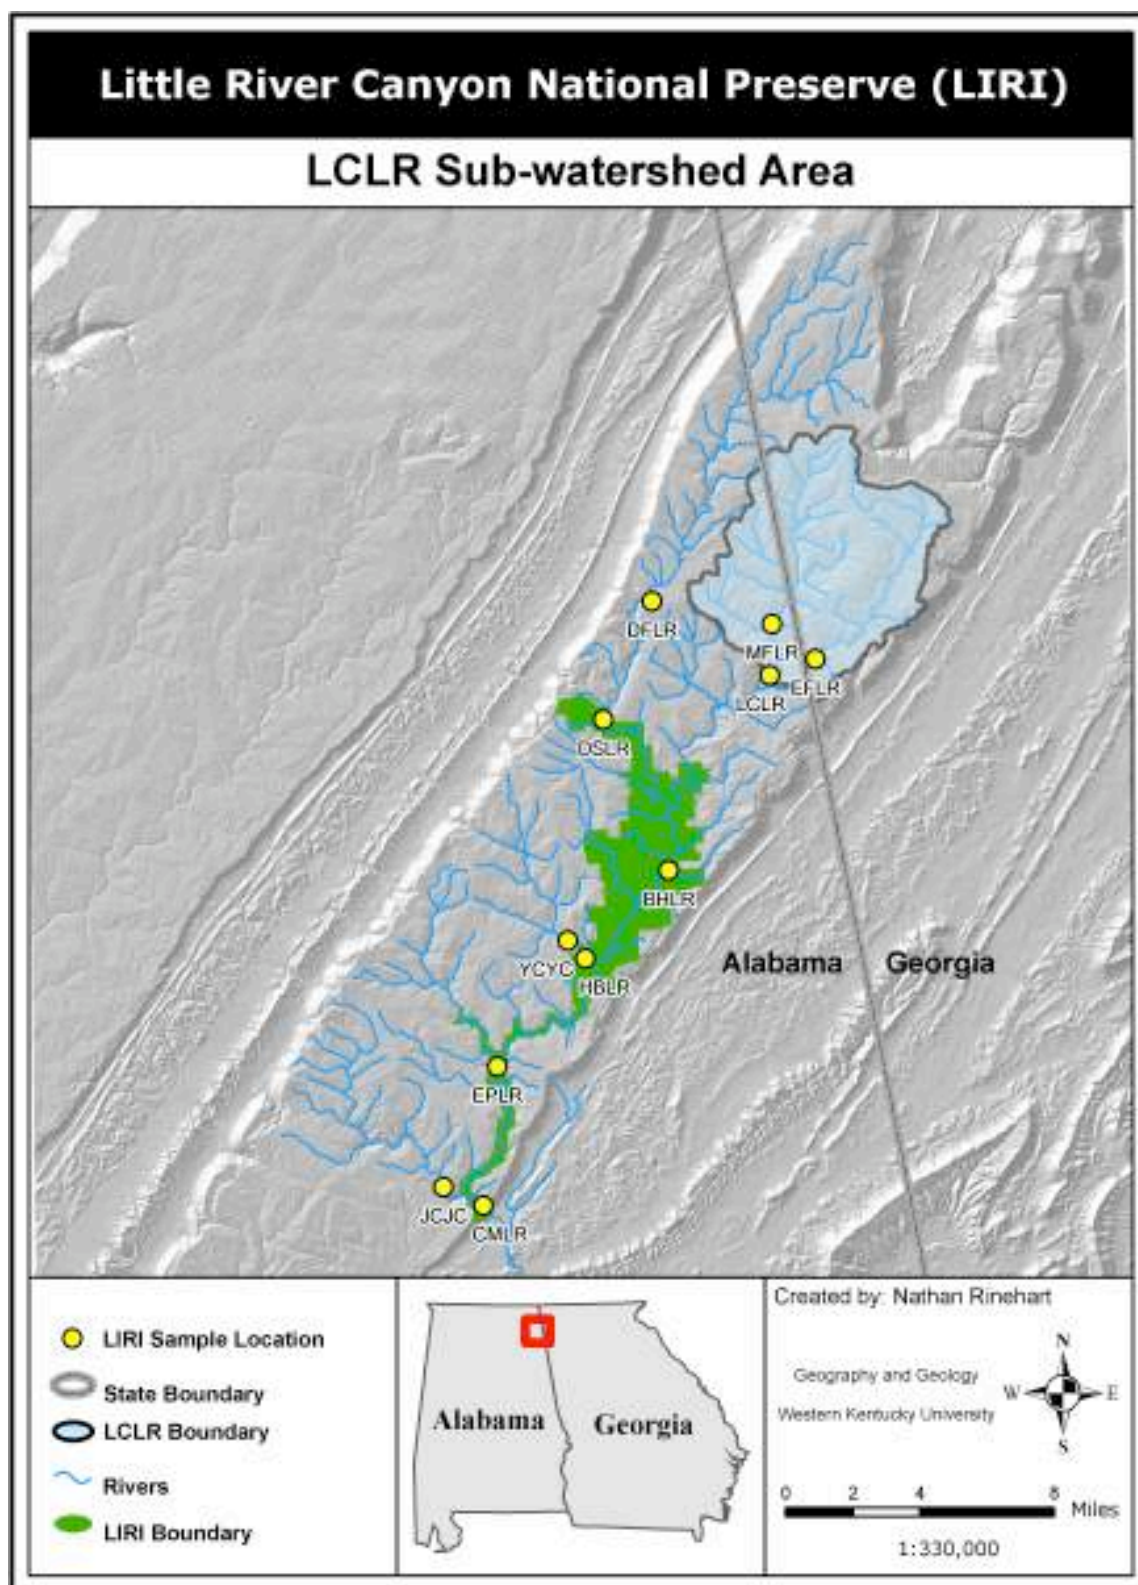 Little River Canyon National Preserve (LIRI)
LCLR Sub-watershed Area
DFLR
MFLR
EFLR
LCLR
DSLR
BHLR
Alabama
Georgia
YCYC
HBLR
EPLR
JCJC
CMLR
LIRI Sample Location
State Boundary
LCLR Boundary
Rivers
LIRI Boundary
Alabama
Georgia
Created by: Nathan Rinehart
Geography and Geology
Western Kentucky University
N
W
E
S
0 2 4 8
Miles
1:330,000